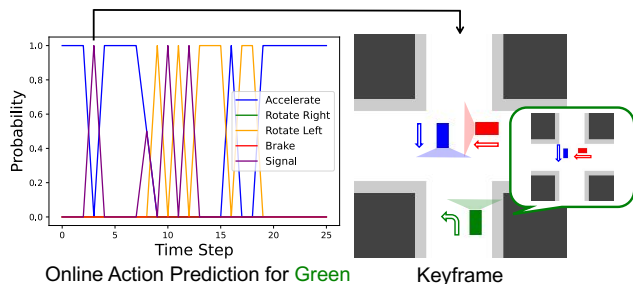 1.0
0.8
0.6
0.4
0.2
0.0
Probability
Accelerate
Rotate Right
Rotate Left
Brake
Signal
0 5 10 15 20 25
Time Step
Online Action Prediction for Green
Keyframe